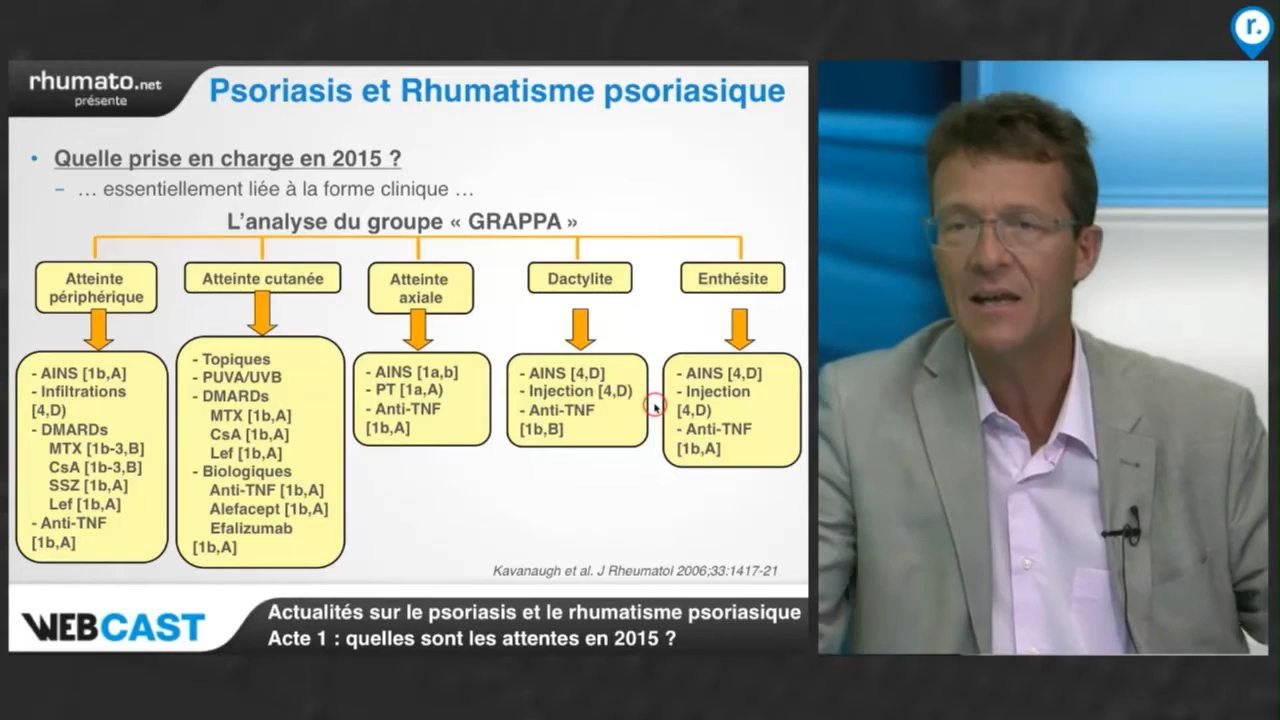 r.
rhumato.net
présente
Psoriasis et Rhumatisme psoriasique
• Quelle prise en charge en 2015 ?
– … essentiellement liée à la forme clinique …
L'analyse du groupe « GRAPPA »
Atteinte
périphérique
Atteinte cutanée
Atteinte
axiale
Dactylite
Enthésite
- AINS [1b,A]
- Infiltrations
[4,D)
- DMARDs
MTX [1b-3,B]
CsA [1b-3,B]
SSZ [1b,A]
Lef [1b,A]
- Anti-TNF
[1b,A]
- Topiques
- PUVA/UVB
- DMARDs
MTX [1b,A]
CsA [1b,A]
Lef [1b,A]
- Biologiques
Anti-TNF [1b,A]
Alefacept [1b,A]
Efalizumab
[1b,A]
- AINS [1a,b]
- PT [1a,A)
- Anti-TNF
[1b,A]
- AINS [4,D]
- Injection [4,D)
- Anti-TNF
[1b,B]
- AINS [4,D]
- Injection
[4,D)
- Anti-TNF
[1b,A]
Kavanaugh et al. J Rheumatol 2006;33:1417-21
WEBCAST
Actualités sur le psoriasis et le rhumatisme psoriasique
Acte 1 : quelles sont les attentes en 2015 ?